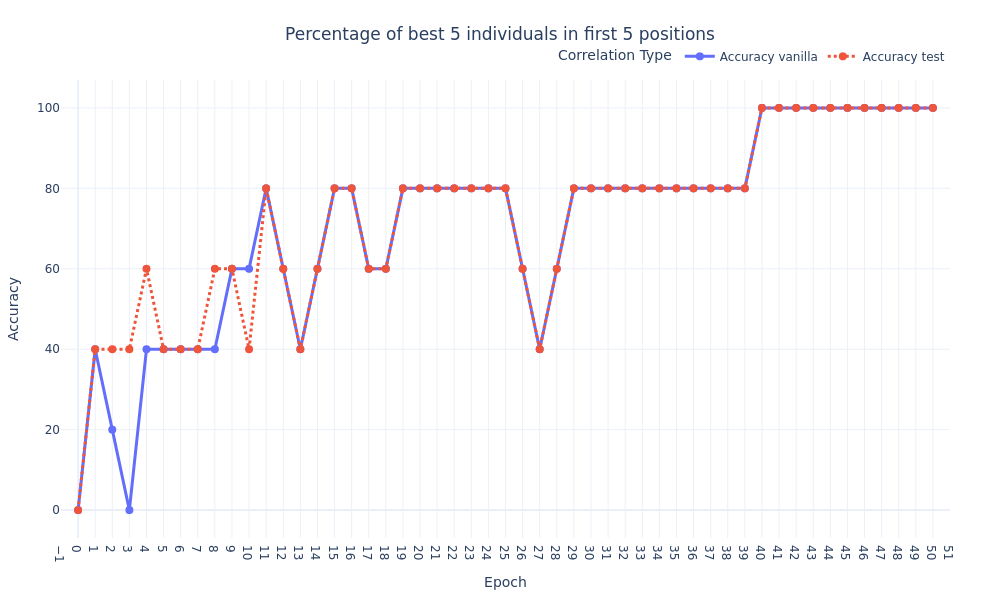 Percentage of best 5 individuals in first 5 positions
Correlation Type Accuracy vanilla Accuracy test
Accuracy
100
80
60
40
20
0
−1 0 1 2 3 4 5 6 7 8 9 10 11 12 13 14 15 16 17 18 19 20 21 22 23 24 25 26 27 28 29 30 31 32 33 34 35 36 37 38 39 40 41 42 43 44 45 46 47 48 49 50 51
Epoch